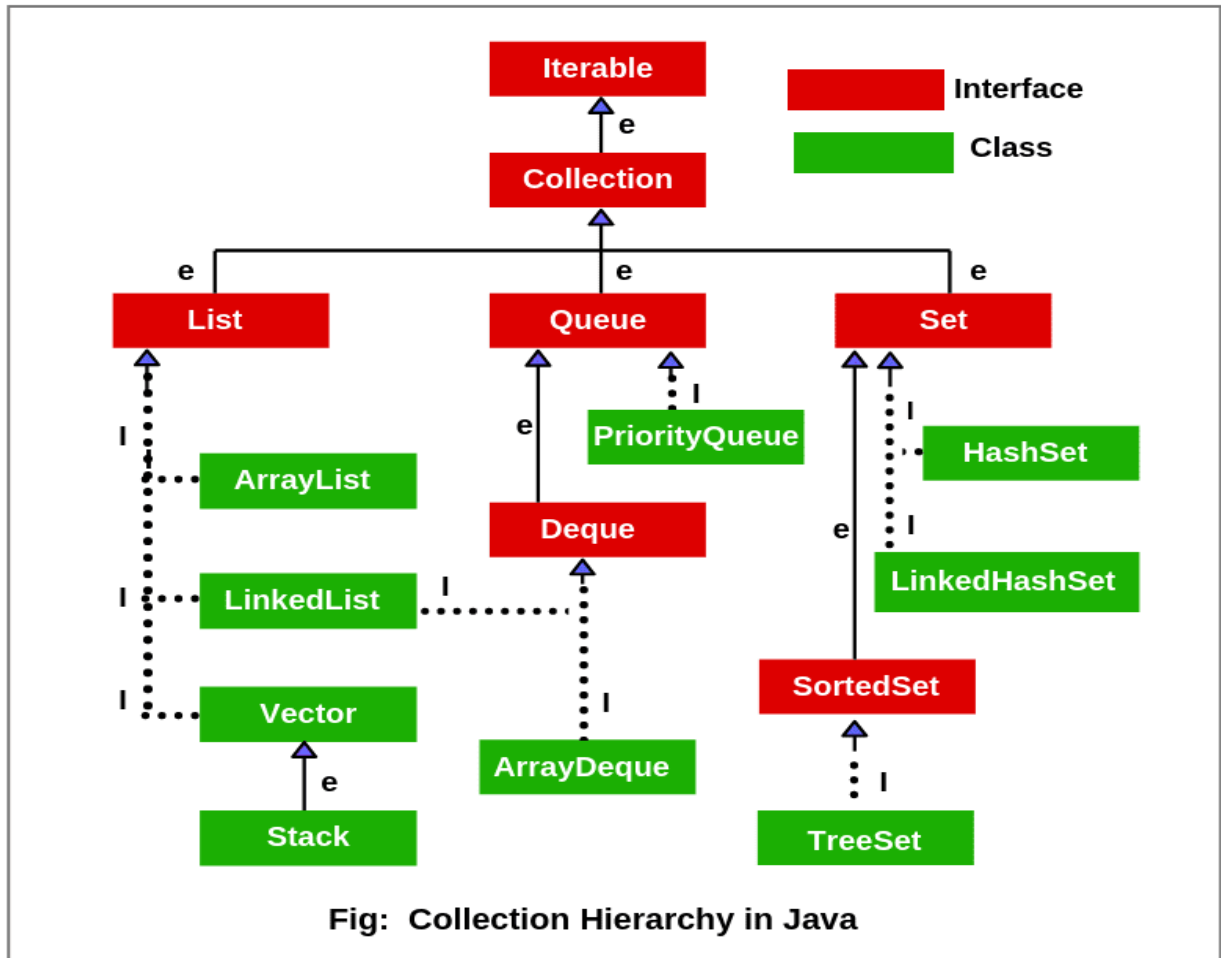 Iterable
Interface
e
Class
Collection
e
e
e
List
Queue
Set
I
I
I
e
PriorityQueue
HashSet
ArrayList
Deque
e
I
LinkedHashSet
I
LinkedList
I
SortedSet
I
Vector
I
e
ArrayDeque
I
Stack
TreeSet
Fig: Collection Hierarchy in Java